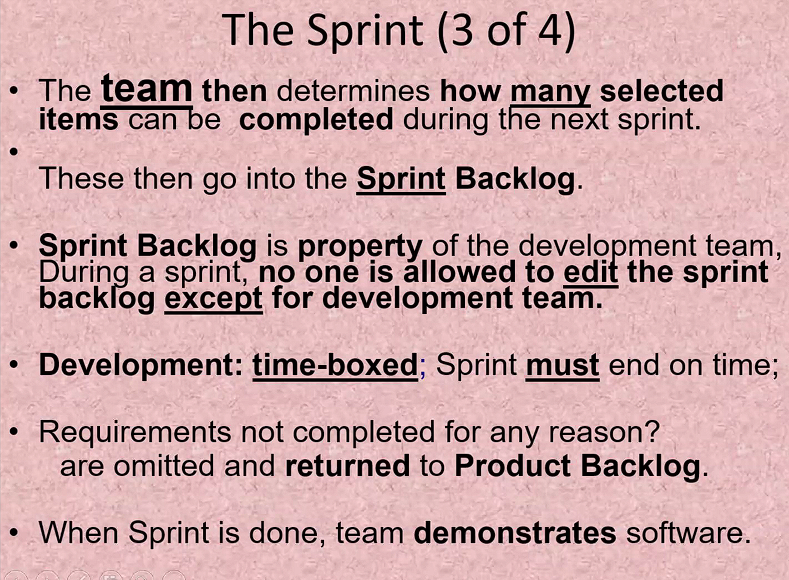 The Sprint (3 of 4)
• The team then determines how many selected
items can be  completed during the next sprint.
•
These then go into the Sprint Backlog.
• Sprint Backlog is property of the development team,
During a sprint, no one is allowed to edit the sprint
backlog except for development team.
• Development: time-boxed; Sprint must end on time;
• Requirements not completed for any reason?
are omitted and returned to Product Backlog.
• When Sprint is done, team demonstrates software.